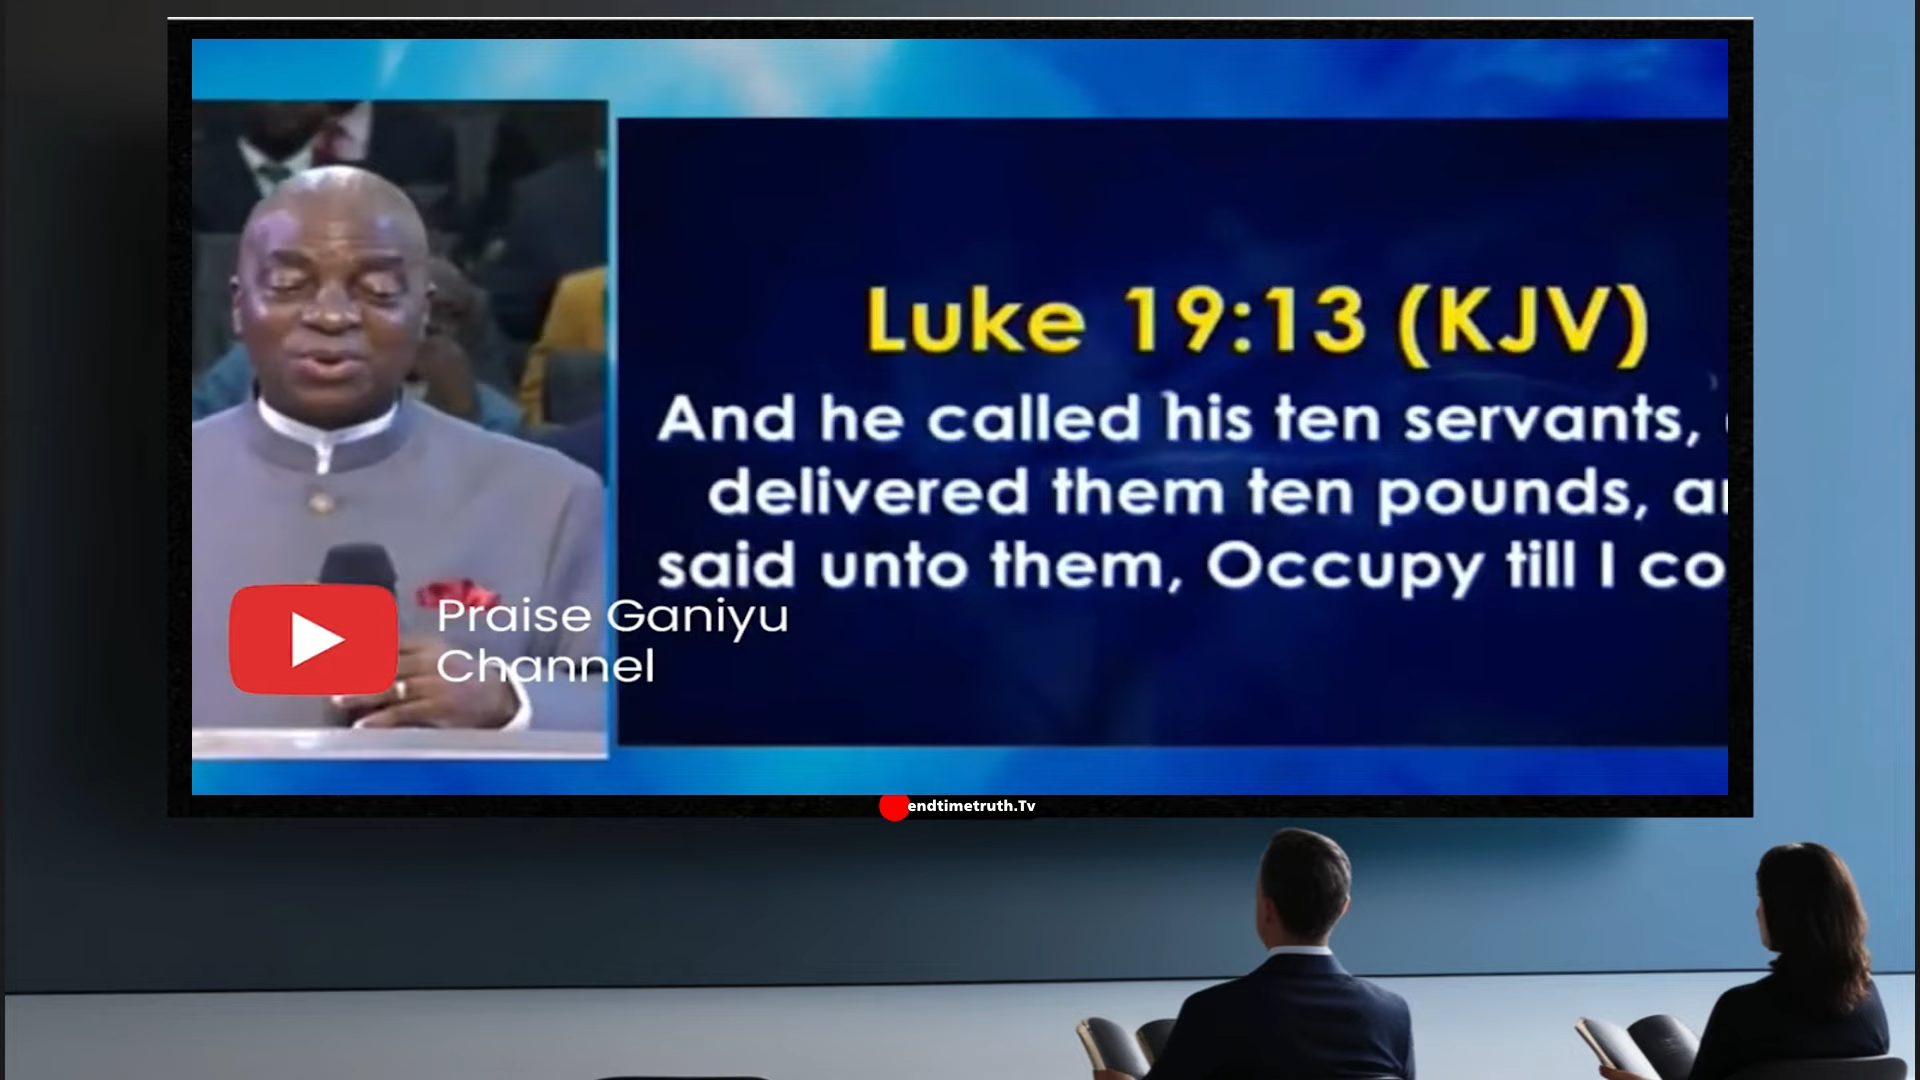 Luke 19:13 (KJV)
And he called his ten servants,
delivered them ten pounds,
said unto them, Occupy till I
Praise Ganiyu
Channel
endtimetruth.Tv